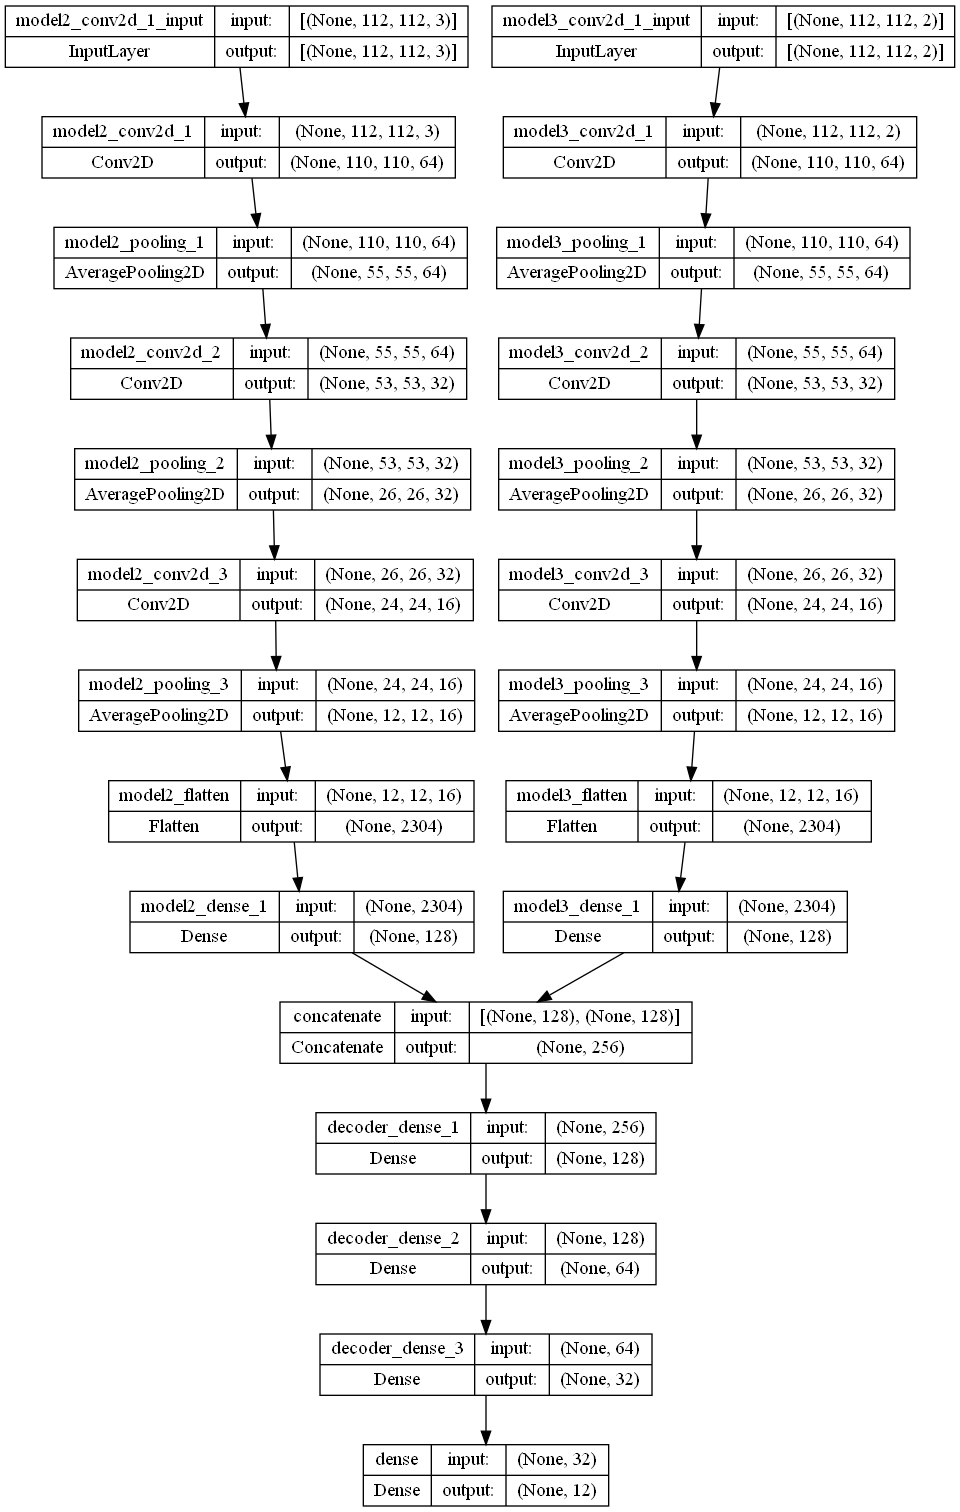 model2_conv2d_1_input input: [(None, 112, 112, 3)]
InputLayer output: [(None, 112, 112, 3)]
model3_conv2d_1_input input: [(None, 112, 112, 2)]
InputLayer output: [(None, 112, 112, 2)]
model2_conv2d_1 input: (None, 112, 112, 3)
Conv2D output: (None, 110, 110, 64)
model3_conv2d_1 input: (None, 112, 112, 2)
Conv2D output: (None, 110, 110, 64)
model2_pooling_1 input: (None, 110, 110, 64)
AveragePooling2D output: (None, 55, 55, 64)
model3_pooling_1 input: (None, 110, 110, 64)
AveragePooling2D output: (None, 55, 55, 64)
model2_conv2d_2 input: (None, 55, 55, 64)
Conv2D output: (None, 53, 53, 32)
model3_conv2d_2 input: (None, 55, 55, 64)
Conv2D output: (None, 53, 53, 32)
model2_pooling_2 input: (None, 53, 53, 32)
AveragePooling2D output: (None, 26, 26, 32)
model3_pooling_2 input: (None, 53, 53, 32)
AveragePooling2D output: (None, 26, 26, 32)
model2_conv2d_3 input: (None, 26, 26, 32)
Conv2D output: (None, 24, 24, 16)
model3_conv2d_3 input: (None, 26, 26, 32)
Conv2D output: (None, 24, 24, 16)
model2_pooling_3 input: (None, 24, 24, 16)
AveragePooling2D output: (None, 12, 12, 16)
model3_pooling_3 input: (None, 24, 24, 16)
AveragePooling2D output: (None, 12, 12, 16)
model2_flatten input: (None, 12, 12, 16)
Flatten output: (None, 2304)
model3_flatten input: (None, 12, 12, 16)
Flatten output: (None, 2304)
model2_dense_1 input: (None, 2304)
Dense output: (None, 128)
model3_dense_1 input: (None, 2304)
Dense output: (None, 128)
concatenate input: [(None, 128), (None, 128)]
Concatenate output: (None, 256)
decoder_dense_1 input: (None, 256)
Dense output: (None, 128)
decoder_dense_2 input: (None, 128)
Dense output: (None, 64)
decoder_dense_3 input: (None, 64)
Dense output: (None, 32)
dense input: (None, 32)
Dense output: (None, 12)